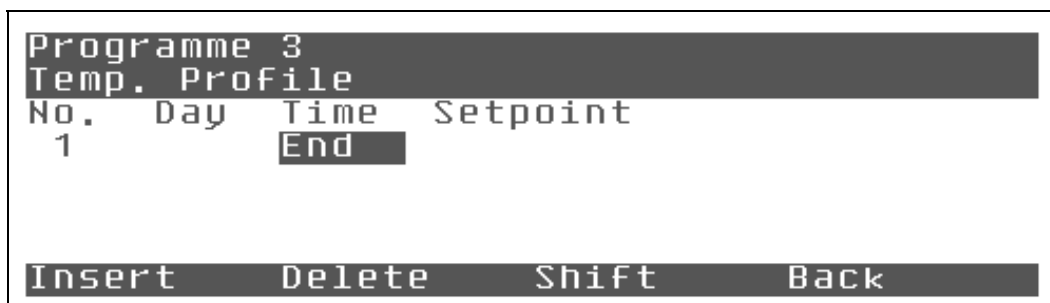 Programme 3
Temp. Profile
No. Day Time Setpoint
1 End
Insert Delete Shift Back